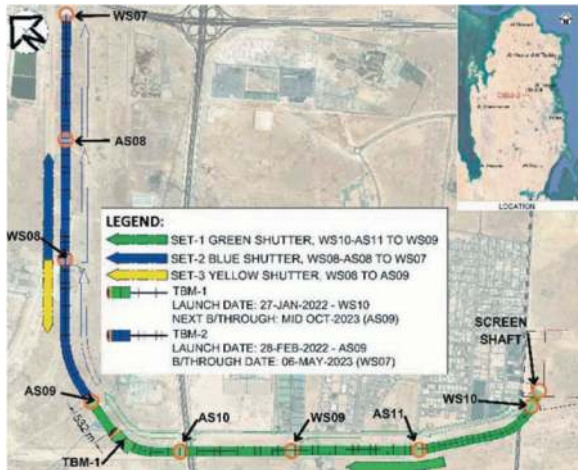 WS07
AS08
WS08
LOCATION
LEGEND:
SET-1 GREEN SHUTTER, WS10-AS11 TO WS09
SET-2 BLUE SHUTTER, WS08-AS08 TO WS07
SET-3 YELLOW SHUTTER, WS08 TO AS09
TBM-1
LAUNCH DATE: 27-JAN-2022 - WS10
NEXT B/THROUGH: MID OCT-2023 (AS09)
TBM-2
LAUNCH DATE: 28-FEB-2022 - AS09
B/THROUGH DATE: 06-MAY-2023 (WS07)
SCREEN
SHAFT
WS10
AS09
532 m
TBM-1
AS10
WS09
AS11